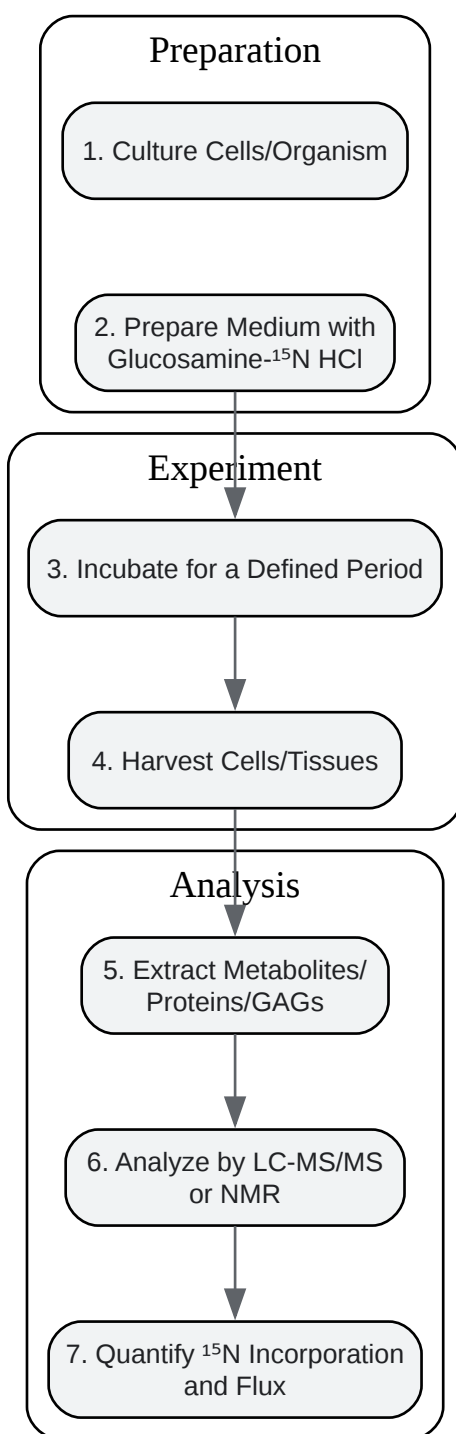 Preparation
1. Culture Cells/Organism
2. Prepare Medium with
Glucosamine-¹⁵N HCl
Experiment
3. Incubate for a Defined Period
4. Harvest Cells/Tissues
Analysis
5. Extract Metabolites/
Proteins/GAGs
6. Analyze by LC-MS/MS
or NMR
7. Quantify ¹⁵N Incorporation
and Flux